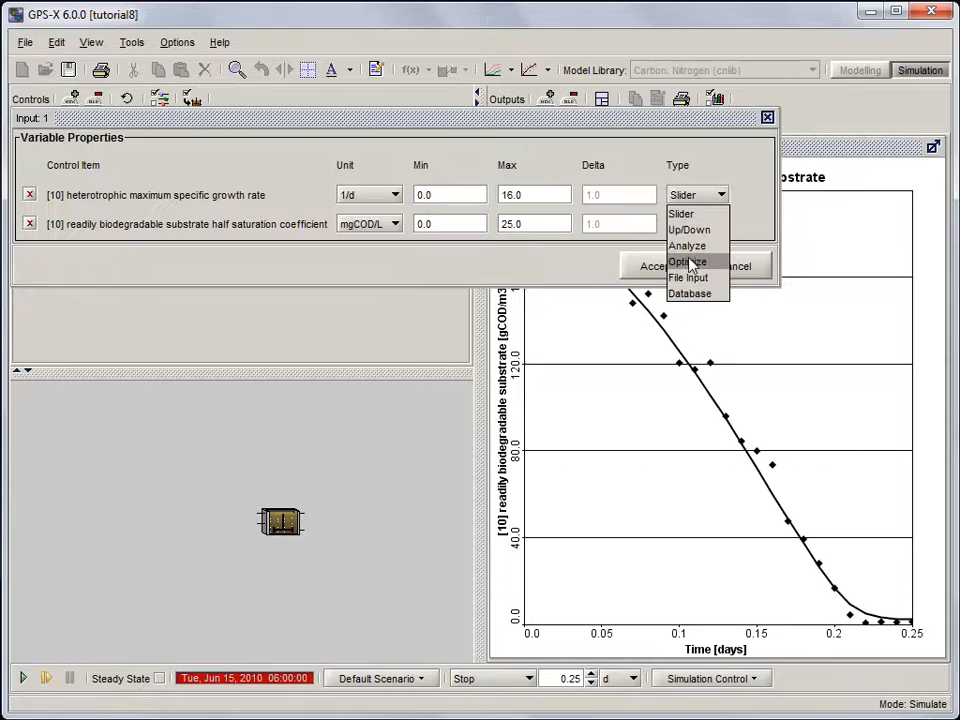 GPS-X 6.0.0 [tutorial8]
File Edit View Tools Options Help
A f(x) Model Library: Carbon, Nitrogen (cnlib) Modelling Simulation
Controls Outputs
Input: 1
Variable Properties
Control Item Unit Min Max Delta Type
[10] heterotrophic maximum specific growth rate 1/d 0.0 16.0 1.0 Slider
[10] readily biodegradable substrate half saturation coefficient mgCOD/L 0.0 25.0 1.0
Slider
Up/Down
Analyze
Optimize
File Input
Database
[10] readily biodegradable substrate [gCOD/m3]
120.0
80.0
40.0
0.0
0.0 0.05 0.1 0.15 0.2 0.25
Time [days]
Steady State Tue, Jun 15, 2010 06:00:00 Default Scenario Stop 0.25 d Simulation Control
Mode: Simulate